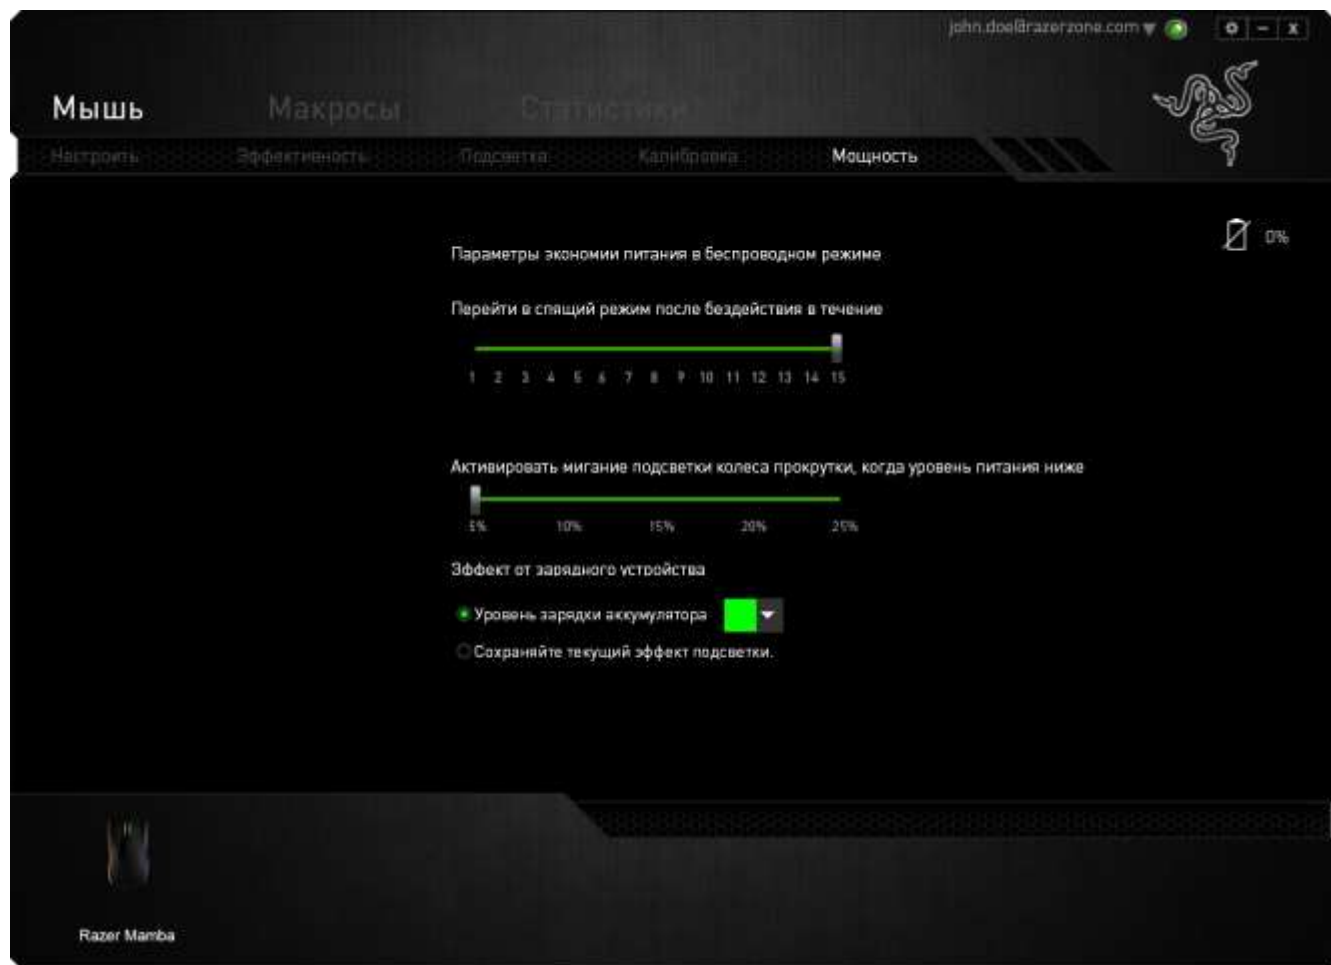 john.doe@razerzone.com
Мышь Макросы Статистики
Настроить Эффективность Подсветка Калибровка Мощность
0%
Параметры экономии питания в беспроводном режиме
Перейти в спящий режим после бездействия в течение
1 2 3 4 5 6 7 8 9 10 11 12 13 14 15
Активировать мигание подсветки колеса прокрутки, когда уровень питания ниже
5% 10% 15% 20% 25%
Эффект от зарядного устройства
Уровень зарядки аккумулятора
Сохраняйте текущий эффект подсветки.
Razer Mamba